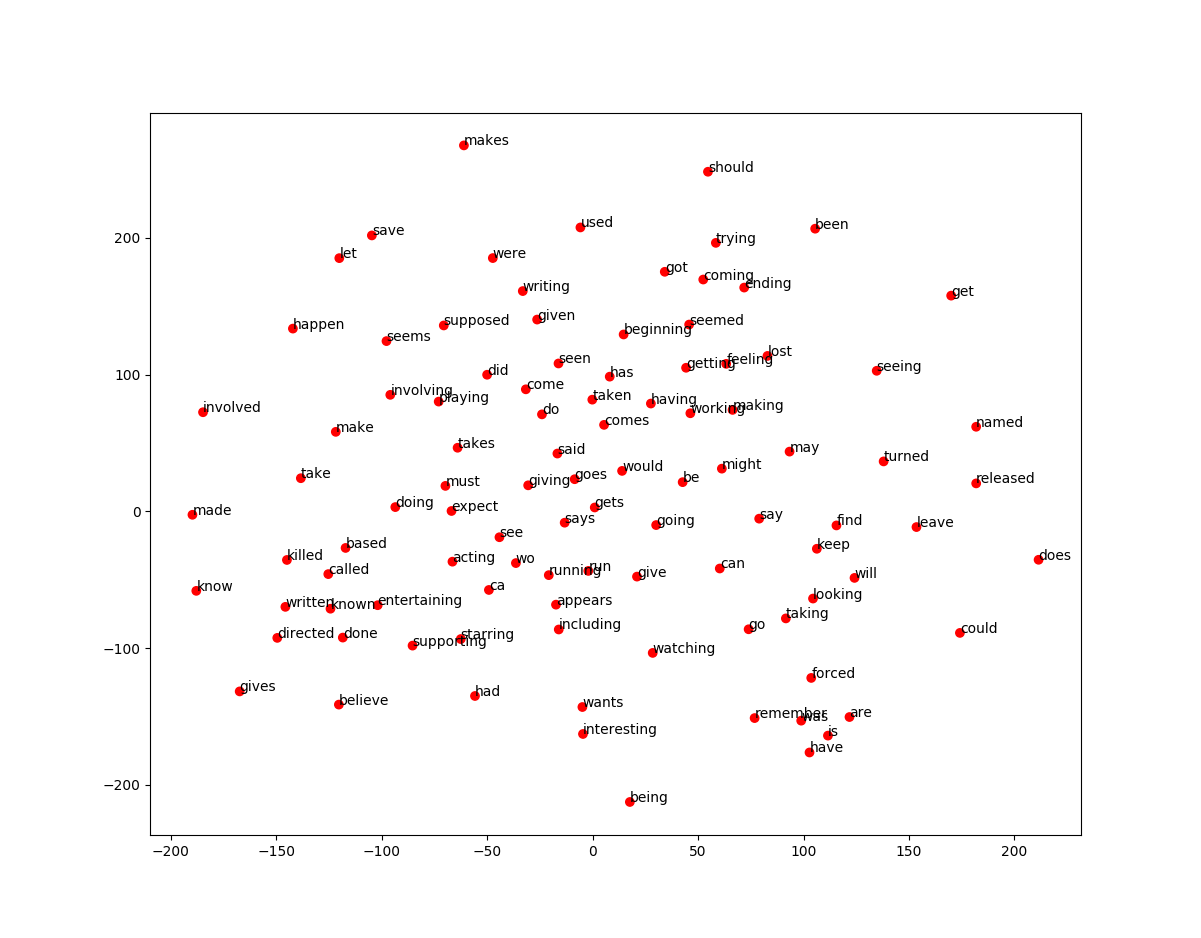 makes
should
used
been
save
trying
let
were
got
coming
ending
writing
get
given
supposed
seemed
happen
beginning
seems
lost
seen
feeling
getting
seeing
did
has
come
involving
playing
taken
having
making
working
involved
do
comes
named
make
takes
said
may
turned
would
might
take
goes
be
released
must
giving
gets
doing
expect
made
says
going
say
find
leave
see
based
keep
killed
acting
wo
does
called
running
run
give
can
will
know
ca
looking
written
known
entertaining
appears
taking
including
go
directed
done
starring
supporting
could
watching
forced
gives
had
believe
wants
remember
was
are
interesting
is
have
being
200
100
0
−100
−200
−200
−150
−100
−50
0
50
100
150
200